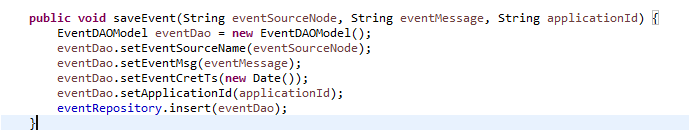 public void saveEvent(String eventSourceNode, String eventMessage, String applicationId) {
EventDAOModel eventDao = new EventDAOModel();
eventDao.setEventSourceName(eventSourceNode);
eventDao.setEventMsg(eventMessage);
eventDao.setEventCretTs(new Date());
eventDao.setApplicationId(applicationId);
eventRepository.insert(eventDao);
}